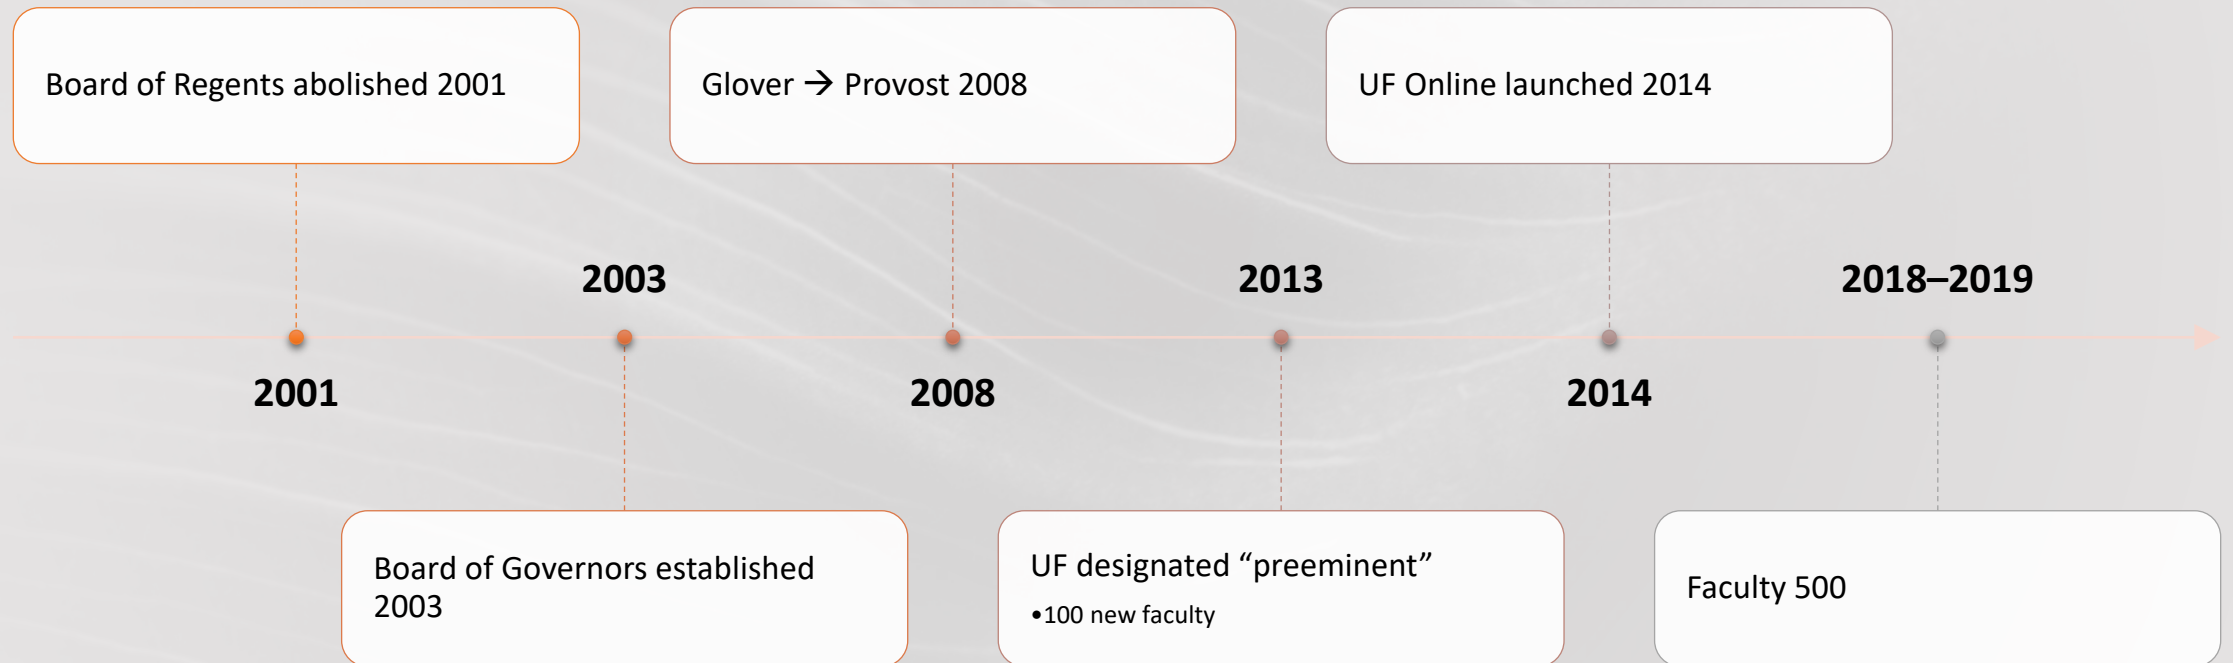 Board of Regents abolished 2001
Glover → Provost 2008
UF Online launched 2014
2003
2013
2018–2019
2001
2008
2014
Board of Governors established
2003
UF designated “preeminent”
•100 new faculty
Faculty 500